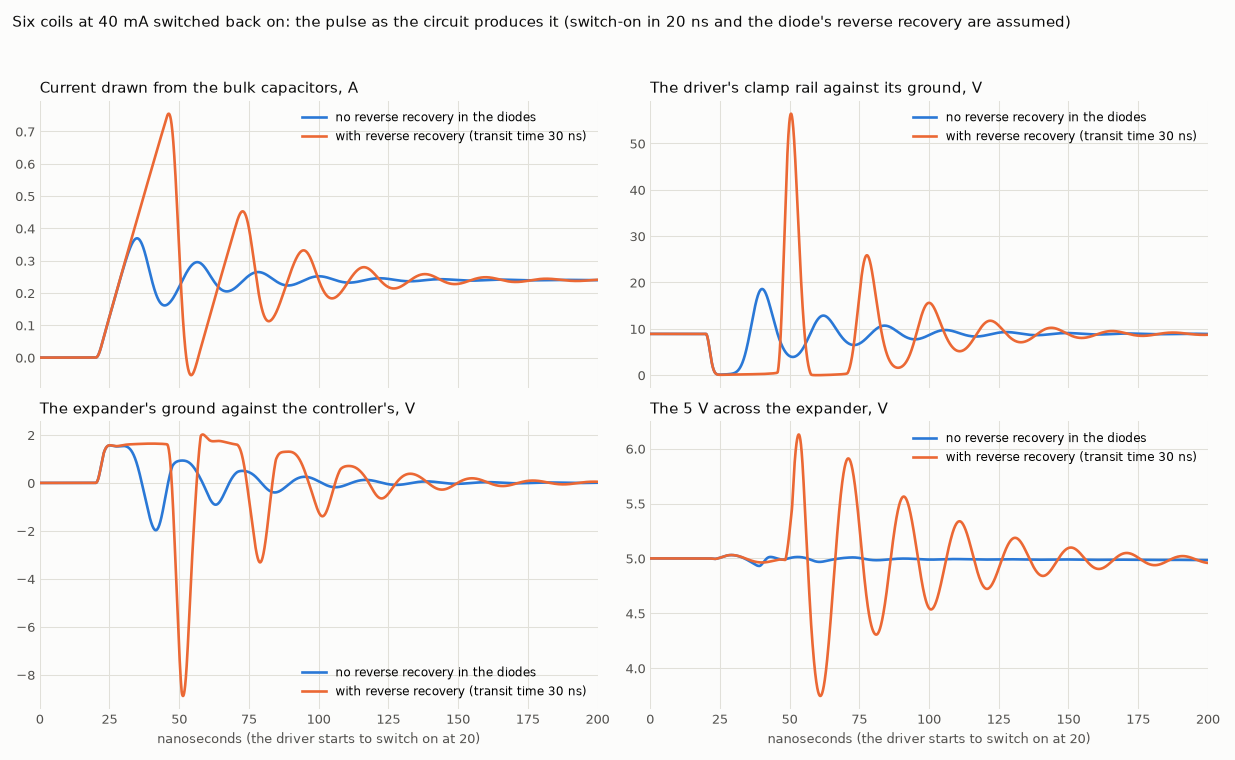 Six coils at 40 mA switched back on: the pulse as the circuit produces it (switch-on in 20 ns and the diode's reverse recovery are assumed)
Current drawn from the bulk capacitors, A
no reverse recovery in the diodes
with reverse recovery (transit time 30 ns)
0.7
0.6
0.5
0.4
0.3
0.2
0.1
0.0
The driver's clamp rail against its ground, V
no reverse recovery in the diodes
with reverse recovery (transit time 30 ns)
50
40
30
20
10
0
The expander's ground against the controller's, V
2
0
−2
−4
−6
−8
no reverse recovery in the diodes
with reverse recovery (transit time 30 ns)
0 25 50 75 100 125 150 175 200
nanoseconds (the driver starts to switch on at 20)
The 5 V across the expander, V
no reverse recovery in the diodes
with reverse recovery (transit time 30 ns)
6.0
5.5
5.0
4.5
4.0
0 25 50 75 100 125 150 175 200
nanoseconds (the driver starts to switch on at 20)